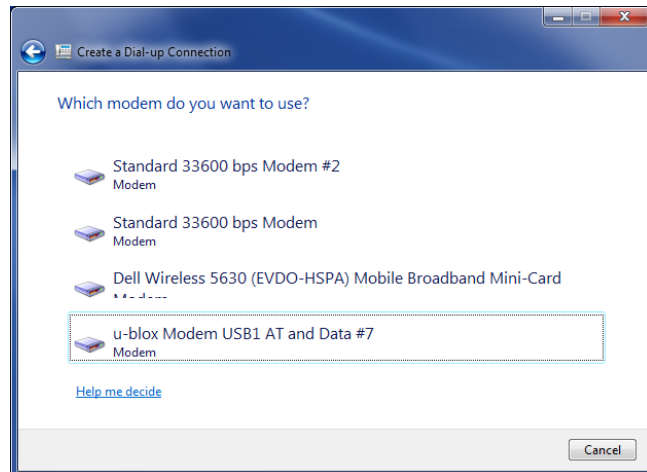 Create a Dial-up Connection
Which modem do you want to use?
Standard 33600 bps Modem #2
Modem
Standard 33600 bps Modem
Modem
Dell Wireless 5630 (EVDO-HSPA) Mobile Broadband Mini-Card
Modem
u-blox Modem USB1 AT and Data #7
Modem
Help me decide
Cancel